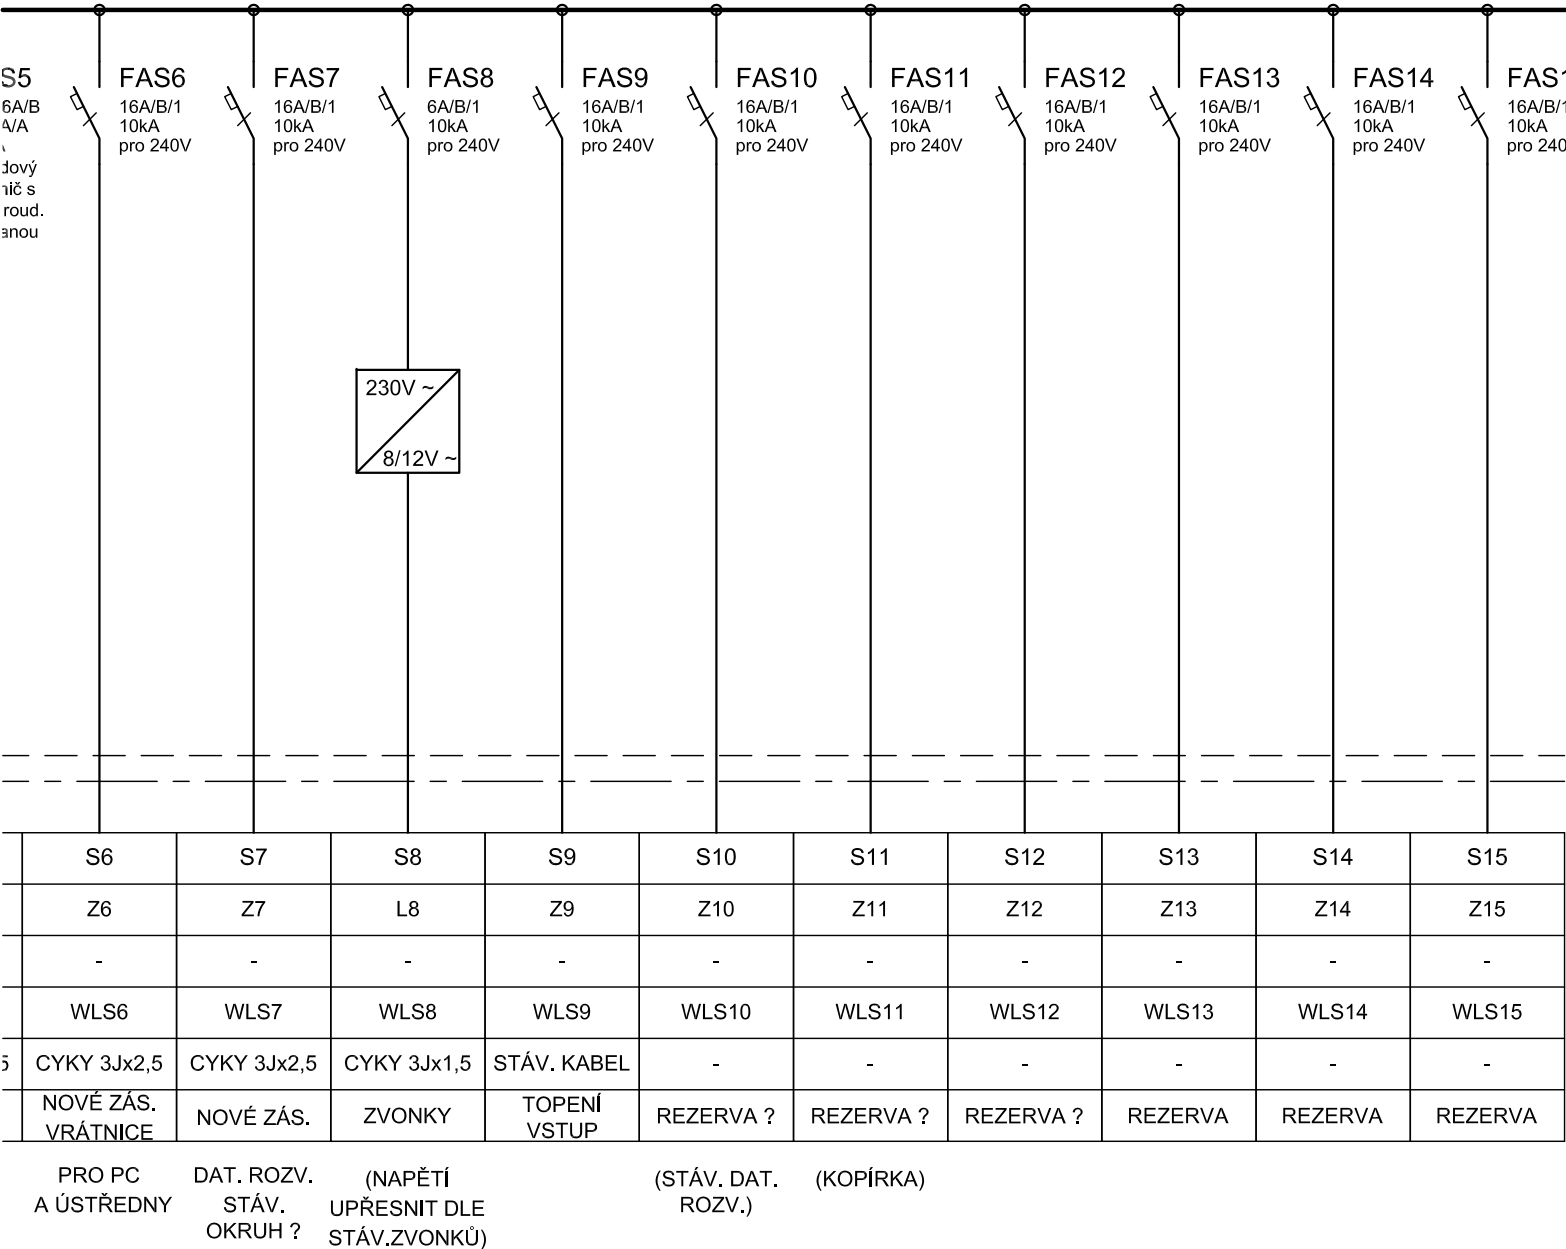 S5
6A/B
A/A
dový
nič s
roud.
anou
FAS6
16A/B/1
10kA
pro 240V
FAS7
16A/B/1
10kA
pro 240V
FAS8
6A/B/1
10kA
pro 240V
FAS9
16A/B/1
10kA
pro 240V
FAS10
16A/B/1
10kA
pro 240V
FAS11
16A/B/1
10kA
pro 240V
FAS12
16A/B/1
10kA
pro 240V
FAS13
16A/B/1
10kA
pro 240V
FAS14
16A/B/1
10kA
pro 240V
FAS1
16A/B/1
10kA
pro 240
230V ~
8/12V ~
S6 S7 S8 S9 S10 S11 S12 S13 S14 S15
Z6 Z7 L8 Z9 Z10 Z11 Z12 Z13 Z14 Z15
- - - - - - - - - -
WLS6 WLS7 WLS8 WLS9 WLS10 WLS11 WLS12 WLS13 WLS14 WLS15
5 CYKY 3Jx2,5 CYKY 3Jx2,5 CYKY 3Jx1,5 STÁV. KABEL - - - - - -
NOVÉ ZÁS.
VRÁTNICE
NOVÉ ZÁS.
ZVONKY
TOPENÍ
VSTUP
REZERVA ?
REZERVA ?
REZERVA ?
REZERVA
REZERVA
REZERVA
PRO PC
A ÚSTŘEDNY
DAT. ROZV.
STÁV.
OKRUH ?
(NAPĚTÍ
UPŘESNIT DLE
STÁV.ZVONKŮ)
(STÁV. DAT.
ROZV.)
(KOPÍRKA)